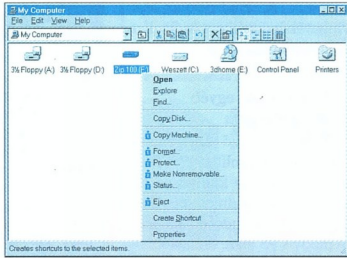 My Computer
File Edit View Help
My Computer
3½ Floppy (A:) 3½ Floppy (D:) Zip 100 (F:) Weszelt (C:) 3dhome (E:) Control Panel Printers
Open
Explore
Find...
Copy Disk...
Copy Machine...
Format...
Protect...
Make Nonremovable...
Status...
Eject
Create Shortcut
Properties
Creates shortcuts to the selected items.